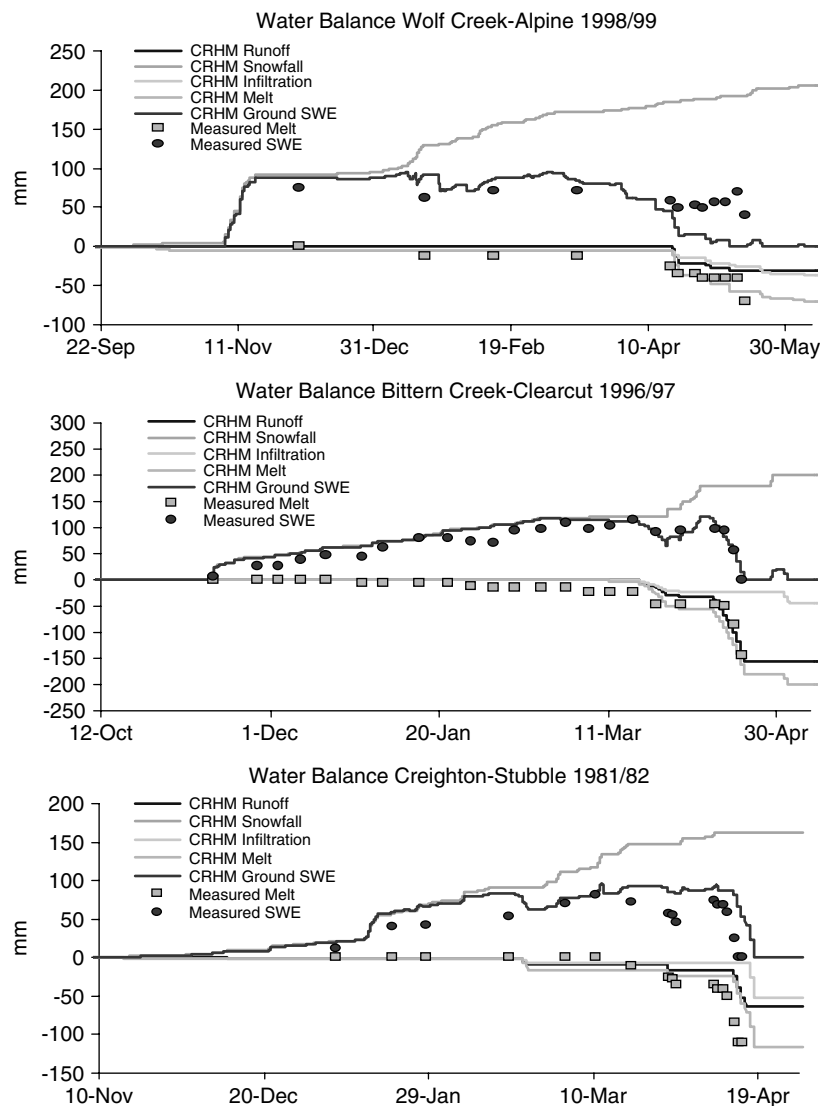 Water Balance Wolf Creek-Alpine 1998/99
250
200
150
100
50
0
-50
-100
mm
CRHM Runoff
CRHM Snowfall
CRHM Infiltration
CRHM Melt
CRHM Ground SWE
Measured Melt
Measured SWE
22-Sep 11-Nov 31-Dec 19-Feb 10-Apr 30-May
Water Balance Bittern Creek-Clearcut 1996/97
300
250
200
150
100
50
0
-50
-100
-150
-200
-250
mm
CRHM Runoff
CRHM Snowfall
CRHM Infiltration
CRHM Melt
CRHM Ground SWE
Measured Melt
Measured SWE
12-Oct 1-Dec 20-Jan 11-Mar 30-Apr
Water Balance Creighton-Stubble 1981/82
200
150
100
50
0
-50
-100
-150
mm
CRHM Runoff
CRHM Snowfall
CRHM Infiltration
CRHM Melt
CRHM Ground SWE
Measured Melt
Measured SWE
10-Nov 20-Dec 29-Jan 10-Mar 19-Apr